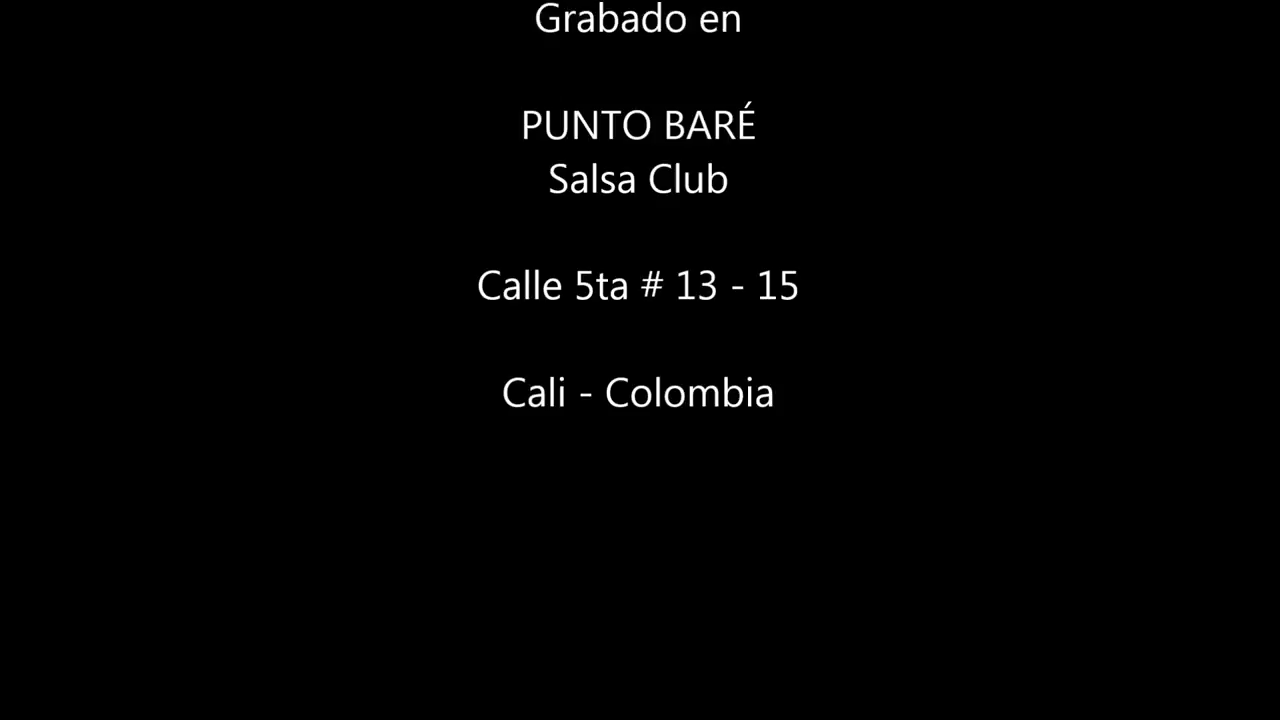 Grabado en
PUNTO BARÉ
Salsa Club
Calle 5ta # 13 - 15
Cali - Colombia